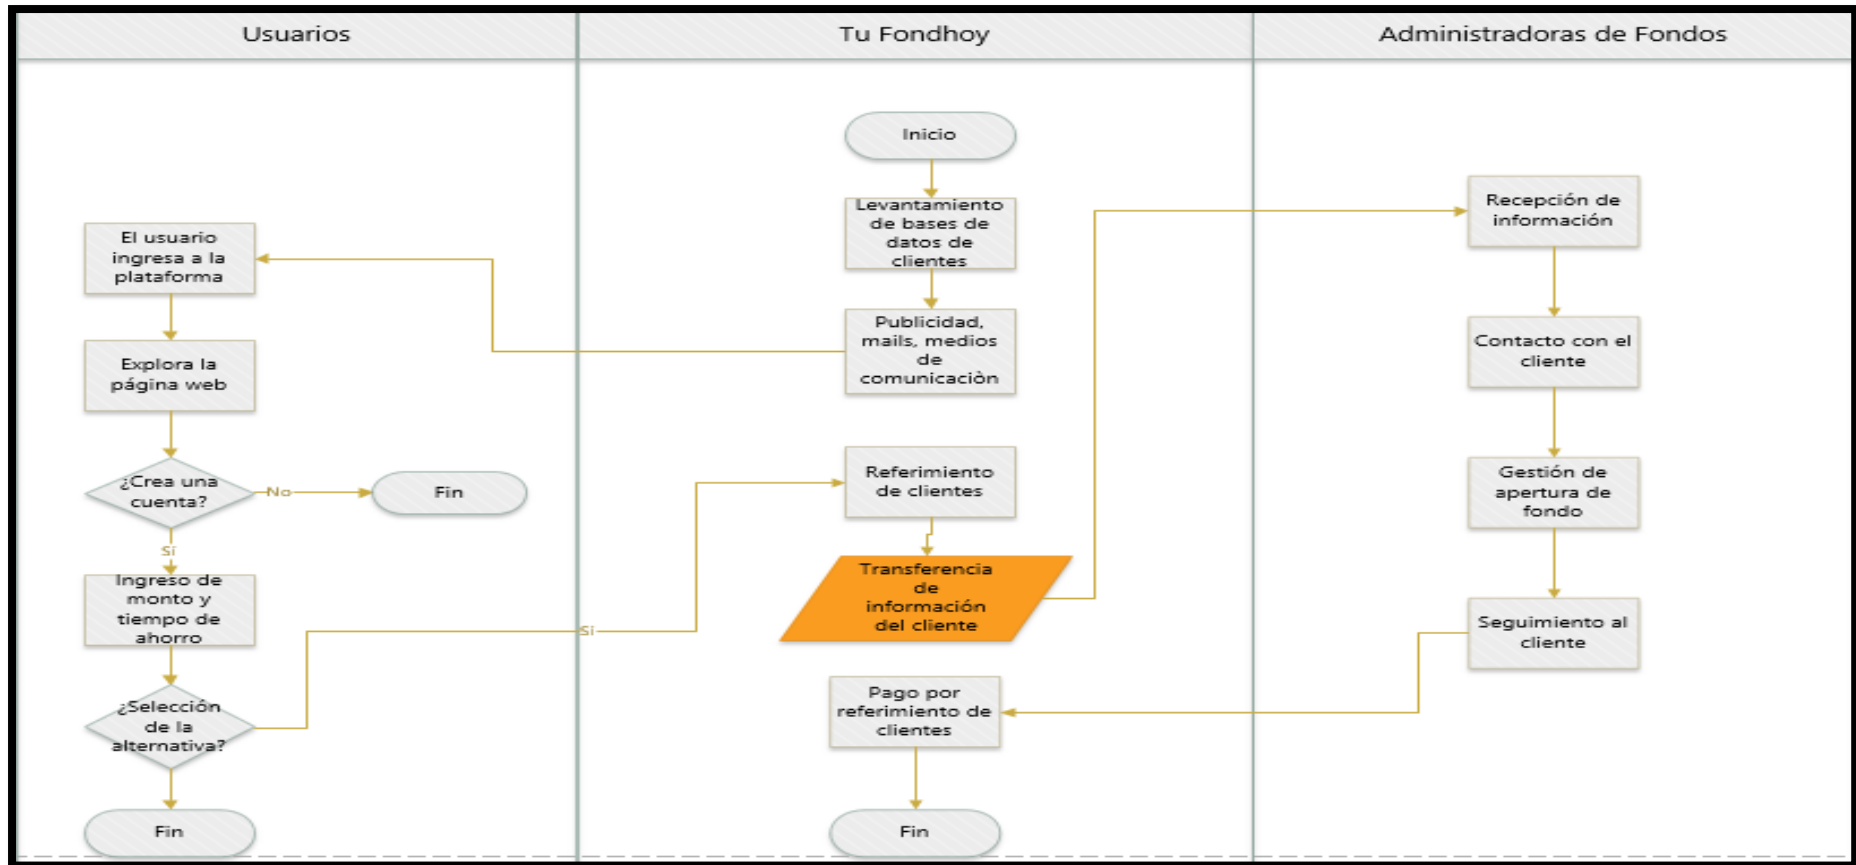 Usuarios
Tu Fondhoy
Administradoras de Fondos
El usuario
ingresa a la
plataforma
Explora la
página web
¿Crea una
cuenta?
No
Fin
Sí
Ingreso de
monto y
tiempo de
ahorro
¿Selección
de la
alternativa?
Sí
Fin
Inicio
Levantamiento
de bases de
datos de
clientes
Publicidad,
mails, medios
de
comunicaciòn
Referimiento
de clientes
Transferencia
de
información
del cliente
Pago por
referimiento de
clientes
Fin
Recepción de
información
Contacto con el
cliente
Gestión de
apertura de
fondo
Seguimiento al
cliente